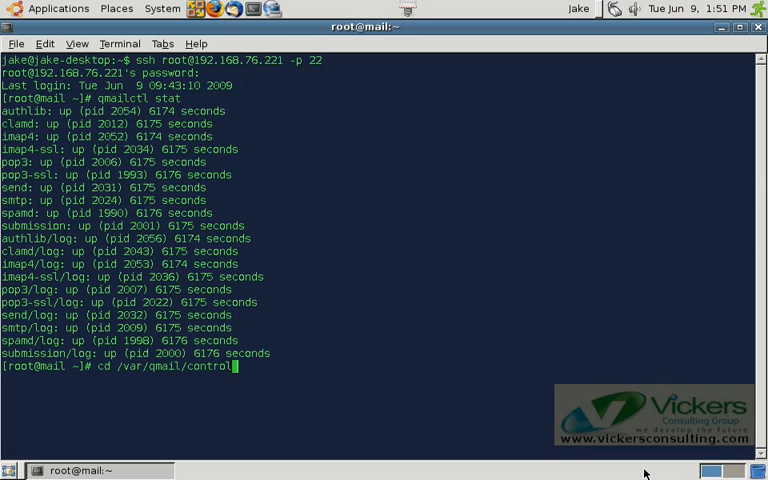 Applications Places System Jake Tue Jun 9, 1:51 PM
root@mail:~
File Edit View Terminal Tabs Help
jake@jake-desktop:~$ ssh root@192.168.76.221 -p 22
root@192.168.76.221's password:
Last login: Tue Jun  9 09:43:10 2009
[root@mail ~]# qmailctl stat
authlib: up (pid 2054) 6174 seconds
clamd: up (pid 2012) 6175 seconds
imap4: up (pid 2052) 6174 seconds
imap4-ssl: up (pid 2034) 6175 seconds
pop3: up (pid 2006) 6175 seconds
pop3-ssl: up (pid 1993) 6176 seconds
send: up (pid 2031) 6175 seconds
smtp: up (pid 2024) 6175 seconds
spamd: up (pid 1990) 6176 seconds
submission: up (pid 2001) 6175 seconds
authlib/log: up (pid 2056) 6174 seconds
clamd/log: up (pid 2043) 6175 seconds
imap4/log: up (pid 2053) 6174 seconds
imap4-ssl/log: up (pid 2036) 6175 seconds
pop3/log: up (pid 2007) 6175 seconds
pop3-ssl/log: up (pid 2022) 6175 seconds
send/log: up (pid 2032) 6175 seconds
smtp/log: up (pid 2009) 6175 seconds
spamd/log: up (pid 1998) 6176 seconds
submission/log: up (pid 2000) 6176 seconds
[root@mail ~]# cd /var/qmail/control
Vickers
Consulting Group
we develop the future
www.vickersconsulting.com
root@mail:~